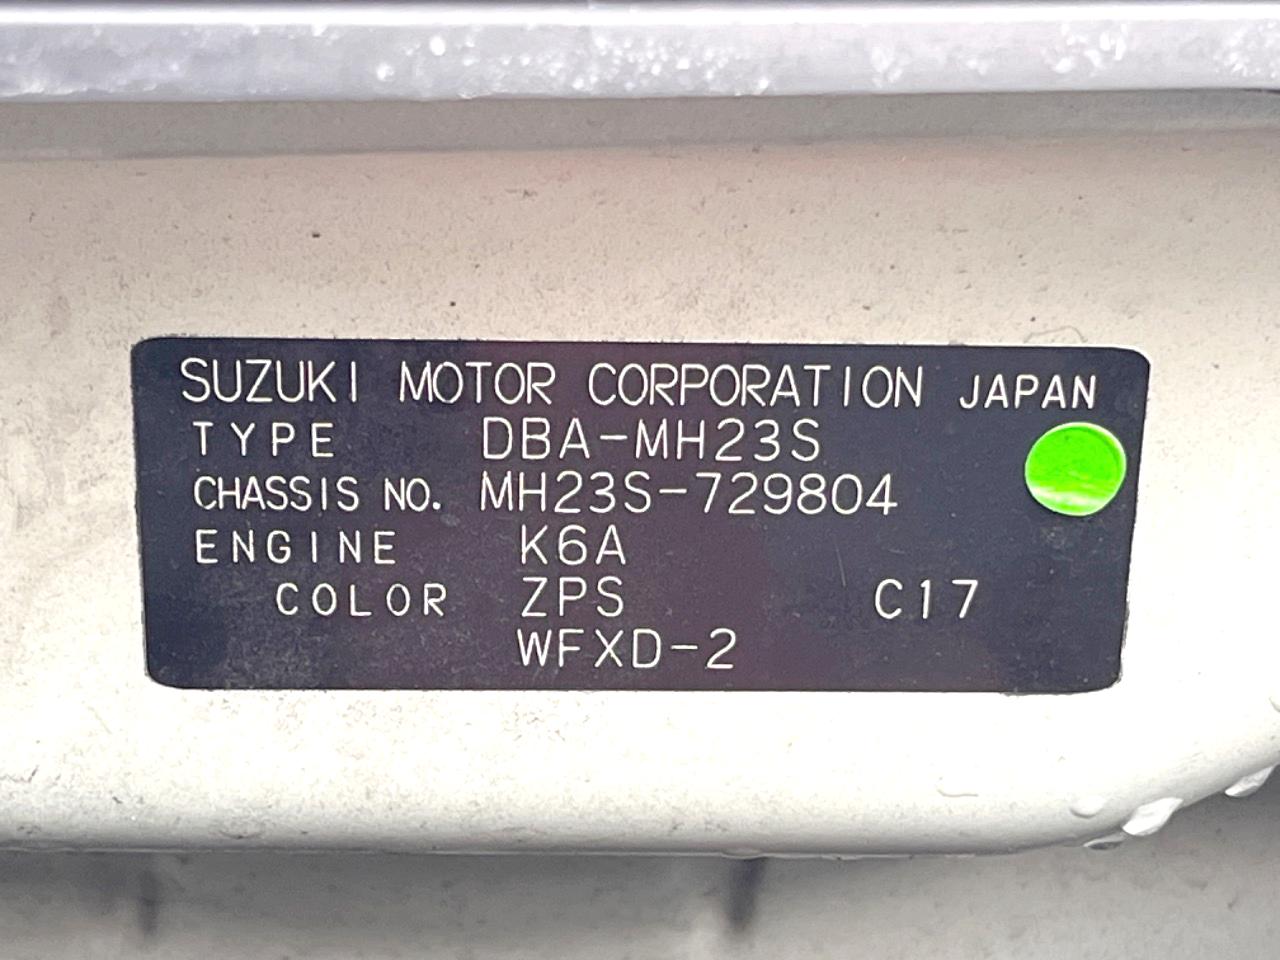 SUZUKI MOTOR CORPORATION JAPAN
TYPE DBA-MH23S
CHASSIS NO. MH23S-729804
ENGINE K6A
COLOR ZPS C17
WFXD-2